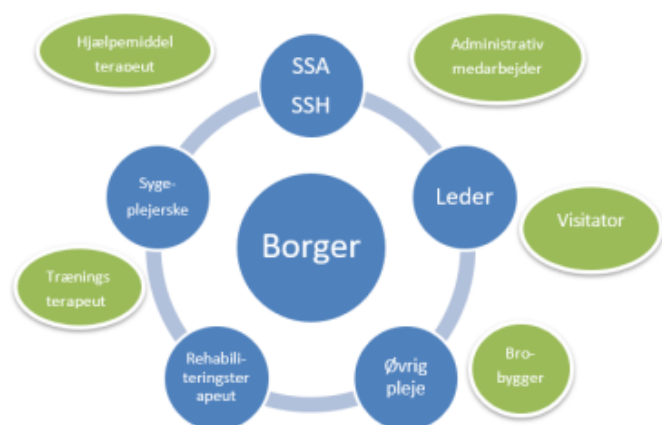 Hjælpemiddel
terapeut
Administrativ
medarbejder
SSA
SSH
Syge-
plejerske
Leder
Visitator
Borger
Trænings
terapeut
Rehabili-
teringster
apeut
Øvrig
pleje
Bro-
bygger